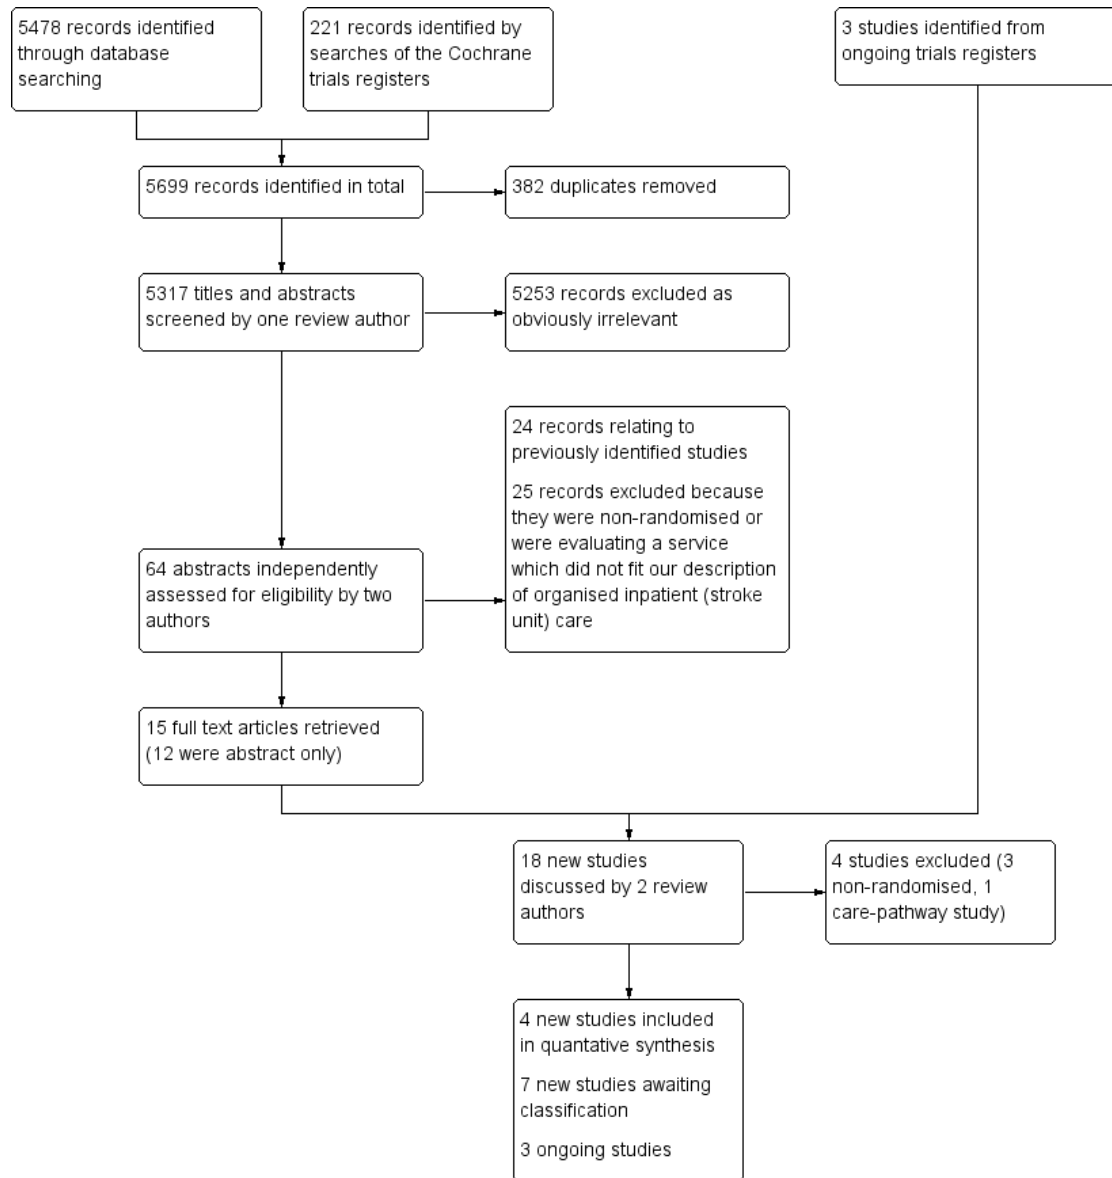 5478 records identified
through database
searching
221 records identified by
searches of the Cochrane
trials registers
3 studies identified from
ongoing trials registers
5699 records identified in total
382 duplicates removed
5317 titles and abstracts
screened by one review author
5253 records excluded as
obviously irrelevant
24 records relating to
previously identified studies
25 records excluded because
they were non-randomised or
were evaluating a service
which did not fit our description
of organised inpatient (stroke
unit) care
64 abstracts independently
assessed for eligibility by two
authors
15 full text articles retrieved
(12 were abstract only)
18 new studies
discussed by 2 review
authors
4 studies excluded (3
non-randomised, 1
care-pathway study)
4 new studies included
in quantative synthesis
7 new studies awaiting
classification
3 ongoing studies